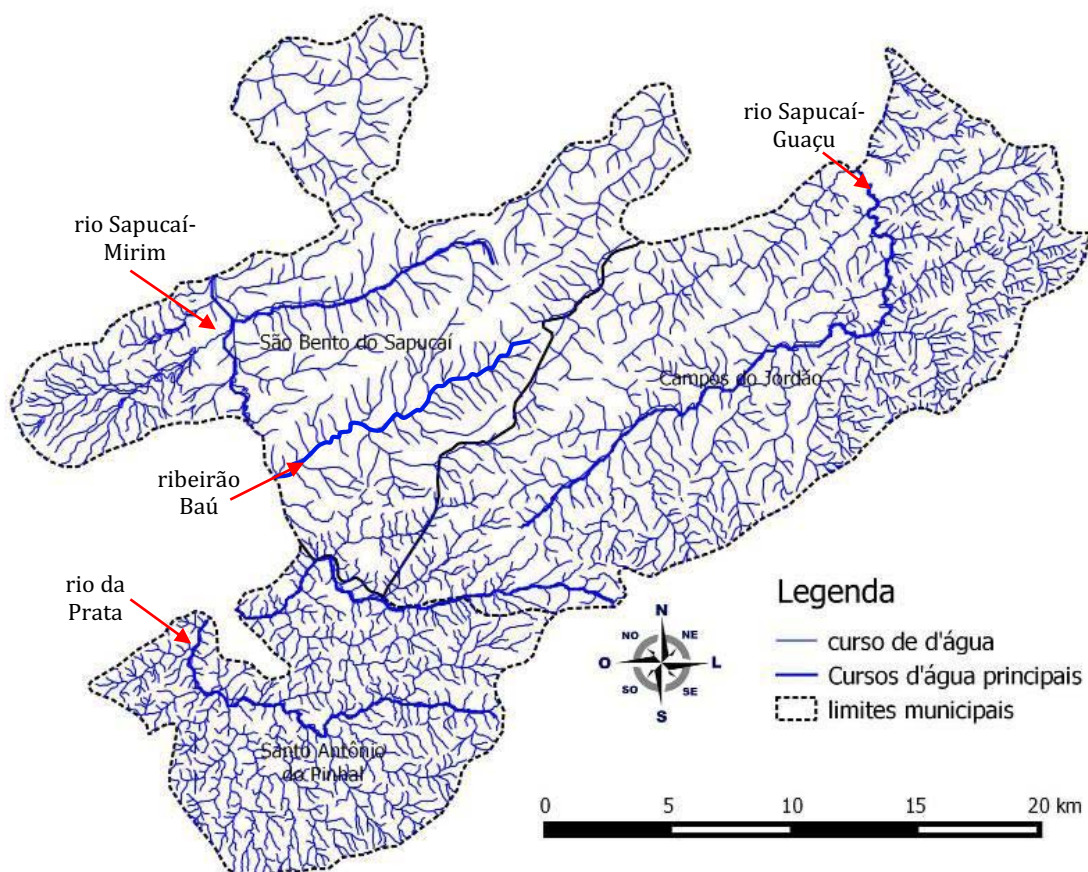 rio Sapucaí-
Guaçu
rio Sapucaí-
Mirim
São Bento do Sapucaí
Campos do Jordão
ribeirão
Baú
rio da
Prata
Santo Antônio
do Pinhal
Legenda
curso de d'água
Cursos d'água principais
limites municipais
N
NO
NE
O
L
SO
SE
S
0 5 10 15 20 km